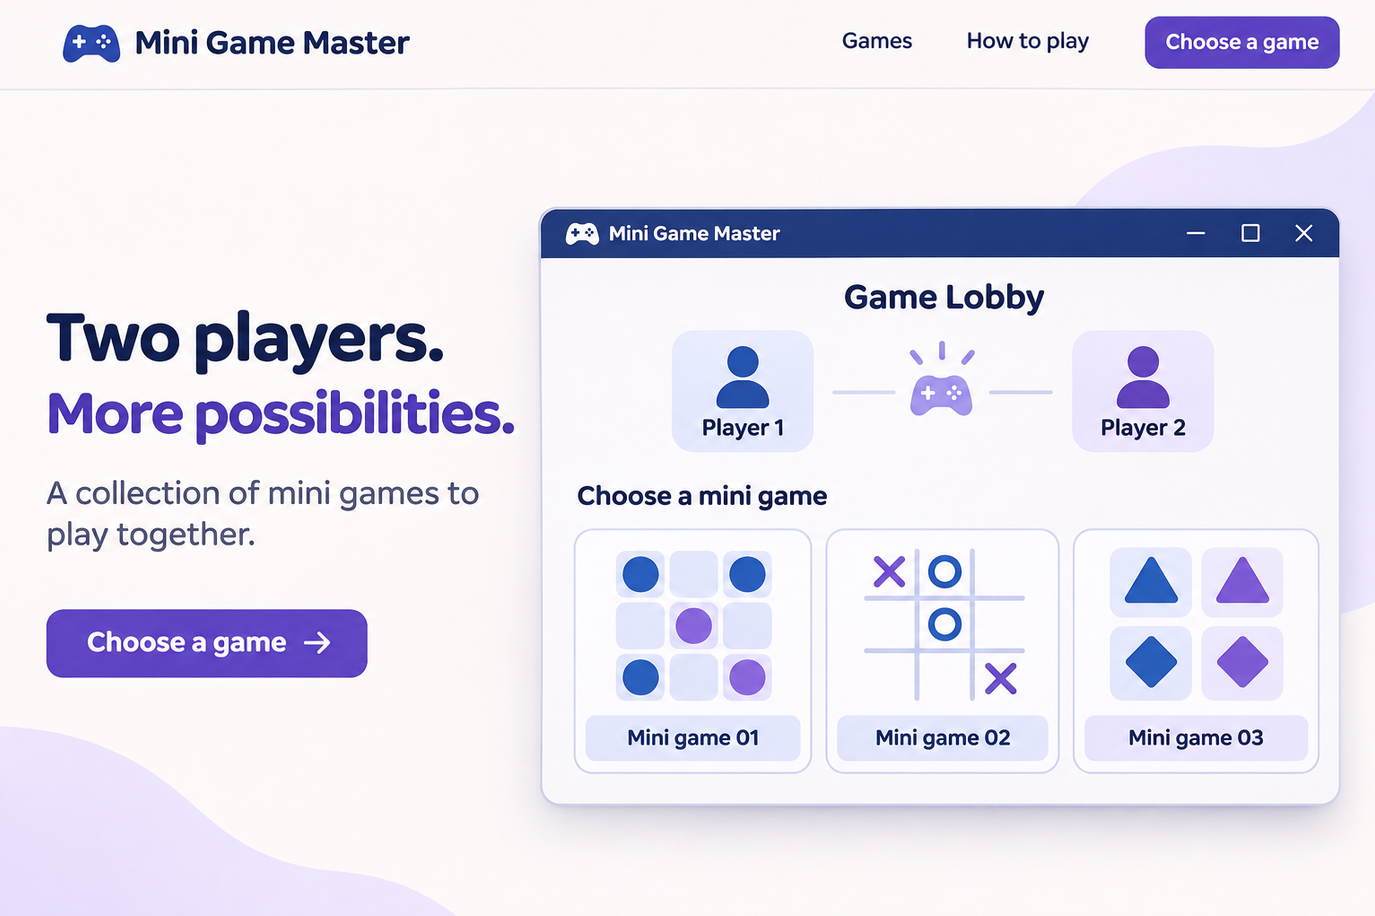 Mini Game Master
Games
How to play
Choose a game
Two players.
More possibilities.
A collection of mini games to
play together.
Choose a game
Mini Game Master
Game Lobby
Player 1
Player 2
Choose a mini game
Mini game 01
Mini game 02
Mini game 03